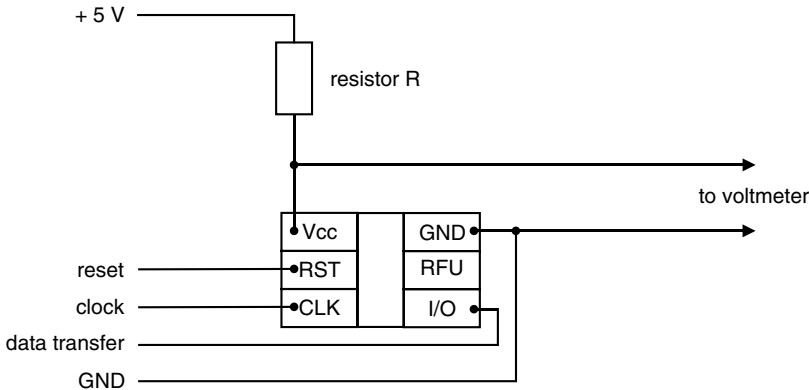 + 5 V
resistor R
to voltmeter
Vcc
GND
reset
RST
RFU
clock
CLK
I/O
data transfer
GND